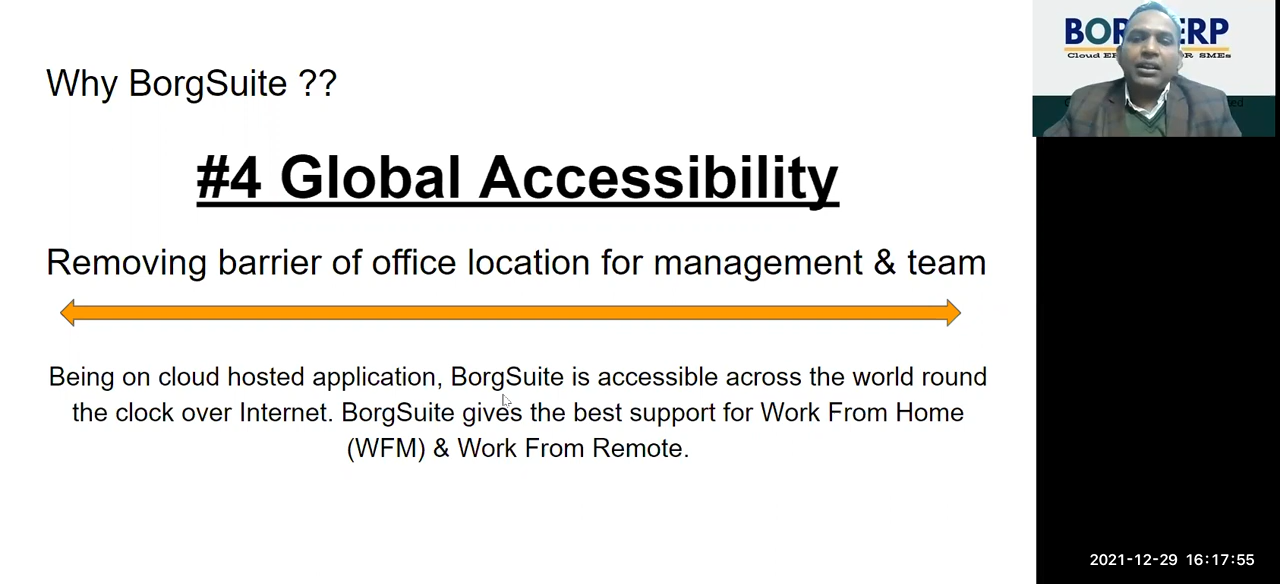 Why BorgSuite ??
#4 Global Accessibility
Removing barrier of office location for management & team
Being on cloud hosted application, BorgSuite is accessible across the world round
the clock over Internet. BorgSuite gives the best support for Work From Home
(WFM) & Work From Remote.
BOR ERP
Cloud E OR SMEs
2021-12-29 16:17:55